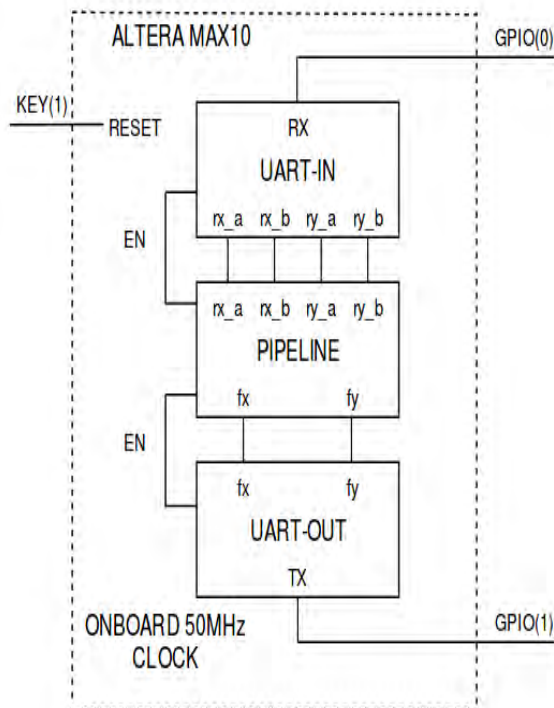 ALTERA MAX10
GPIO(0)
KEY(1)
RESET
RX
UART-IN
rx_a rx_b ry_a ry_b
EN
rx_a rx_b ry_a ry_b
PIPELINE
fx fy
EN
fx fy
UART-OUT
TX
ONBOARD 50MHz
CLOCK
GPIO(1)